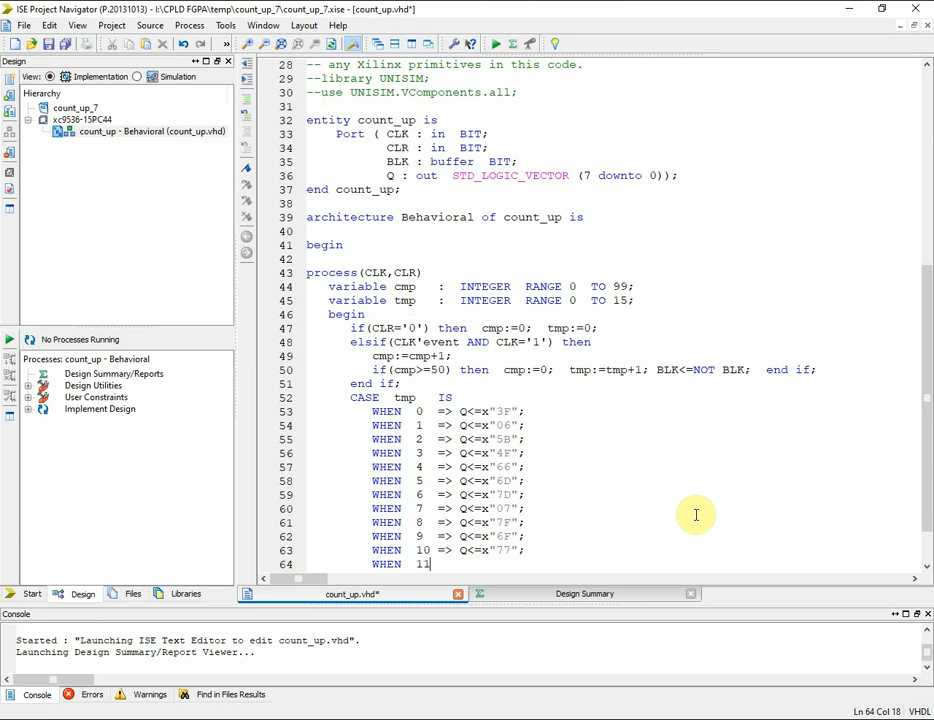 ISE Project Navigator (P.20131013) - I:\CPLD FGPA\temp\count_up_7\count_up_7.xise - [count_up.vhd*]
File Edit View Project Source Process Tools Window Layout Help
Design
View: Implementation Simulation
Hierarchy
count_up_7
xc9536-15PC44
count_up - Behavioral (count_up.vhd)
No Processes Running
Processes: count_up - Behavioral
Design Summary/Reports
Design Utilities
User Constraints
Implement Design
Start Design Files Libraries
28 -- any Xilinx primitives in this code.
29 --library UNISIM;
30 --use UNISIM.VComponents.all;
31
32 entity count_up is
33 Port ( CLK : in BIT;
34 CLR : in BIT;
35 BLK : buffer BIT;
36 Q : out STD_LOGIC_VECTOR (7 downto 0));
37 end count_up;
38
39 architecture Behavioral of count_up is
40
41 begin
42
43 process(CLK,CLR)
44 variable cmp : INTEGER RANGE 0 TO 99;
45 variable tmp : INTEGER RANGE 0 TO 15;
46 begin
47 if(CLR='0') then cmp:=0; tmp:=0;
48 elsif(CLK'event AND CLK='1') then
49 cmp:=cmp+1;
50 if(cmp>=50) then cmp:=0; tmp:=tmp+1; BLK<=NOT BLK; end if;
51 end if;
52 CASE tmp IS
53 WHEN 0 => Q<=x"3F";
54 WHEN 1 => Q<=x"06";
55 WHEN 2 => Q<=x"5B";
56 WHEN 3 => Q<=x"4F";
57 WHEN 4 => Q<=x"66";
58 WHEN 5 => Q<=x"6D";
59 WHEN 6 => Q<=x"7D";
60 WHEN 7 => Q<=x"07";
61 WHEN 8 => Q<=x"7F";
62 WHEN 9 => Q<=x"6F";
63 WHEN 10 => Q<=x"77";
64 WHEN 11
count_up.vhd* Design Summary
Console
Started : "Launching ISE Text Editor to edit count_up.vhd".
Launching Design Summary/Report Viewer...
Console Errors Warnings Find in Files Results
Ln 64 Col 18 VHDL